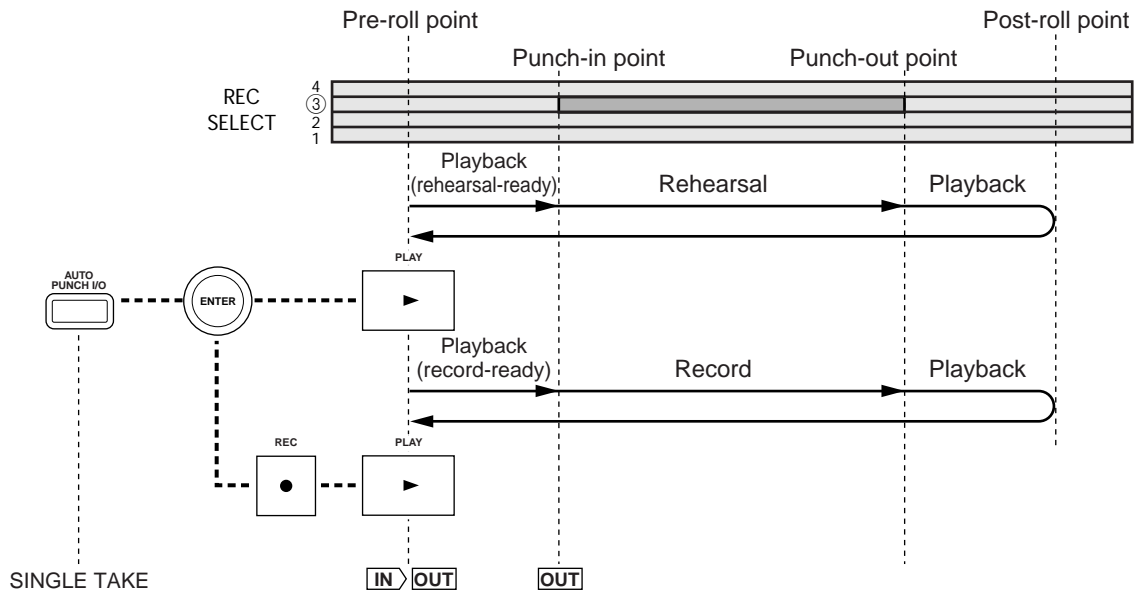 Pre-roll point
Post-roll point
Punch-in point
Punch-out point
REC
SELECT
4
③
2
1
Playback
(rehearsal-ready)
Rehearsal
Playback
PLAY
AUTO
PUNCH I/O
ENTER
Playback
(record-ready)
Record
Playback
REC
PLAY
SINGLE TAKE
IN OUT
OUT